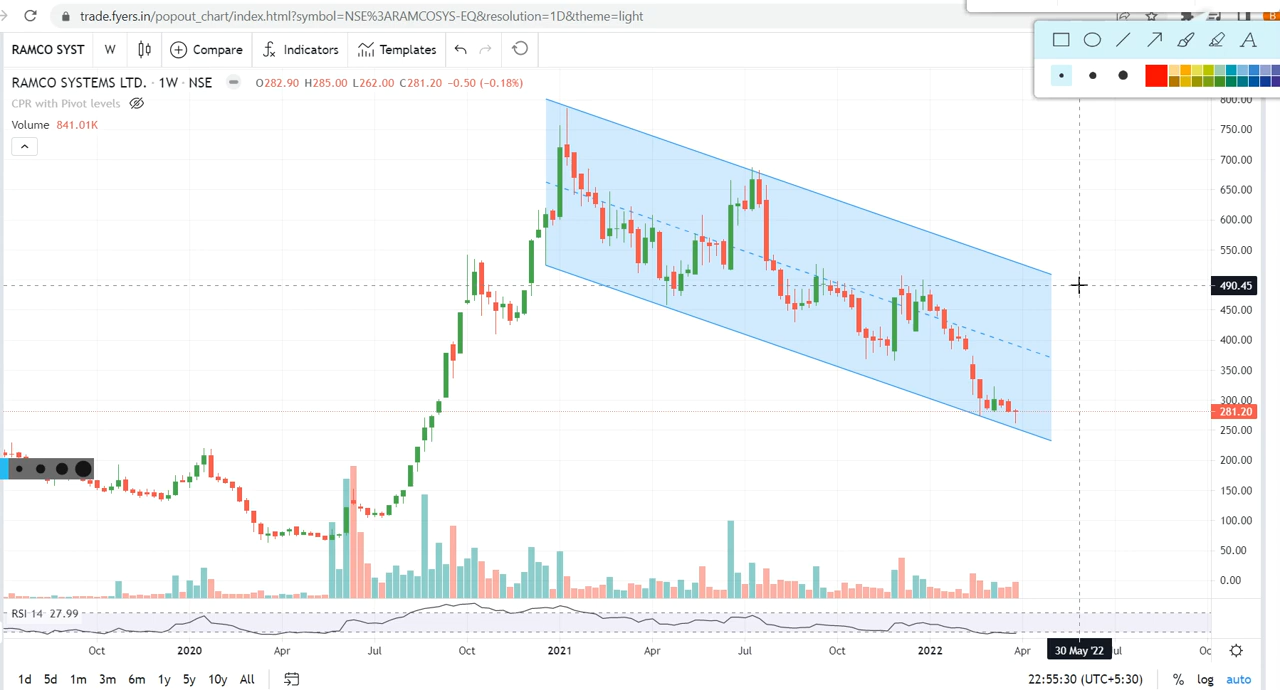 trade.fyers.in/popout_chart/index.html?symbol=NSE%3ARAMCOSYS-EQ&resolution=1D&theme=light
RAMCO SYST W Compare Indicators Templates
RAMCO SYSTEMS LTD. · 1W · NSE O282.90 H285.00 L262.00 C281.20 -0.50 (-0.18%)
CPR with Pivot levels
Volume 841.01K
800.00
750.00
700.00
650.00
600.00
550.00
490.45
450.00
400.00
350.00
300.00
281.20
250.00
200.00
150.00
100.00
50.00
0.00
RSI 14 27.99
Oct 2020 Apr Jul Oct 2021 Apr Jul Oct 2022 Apr 30 May '22 ul Oc
1d 5d 1m 3m 6m 1y 5y 10y All 22:55:30 (UTC+5:30) % log auto